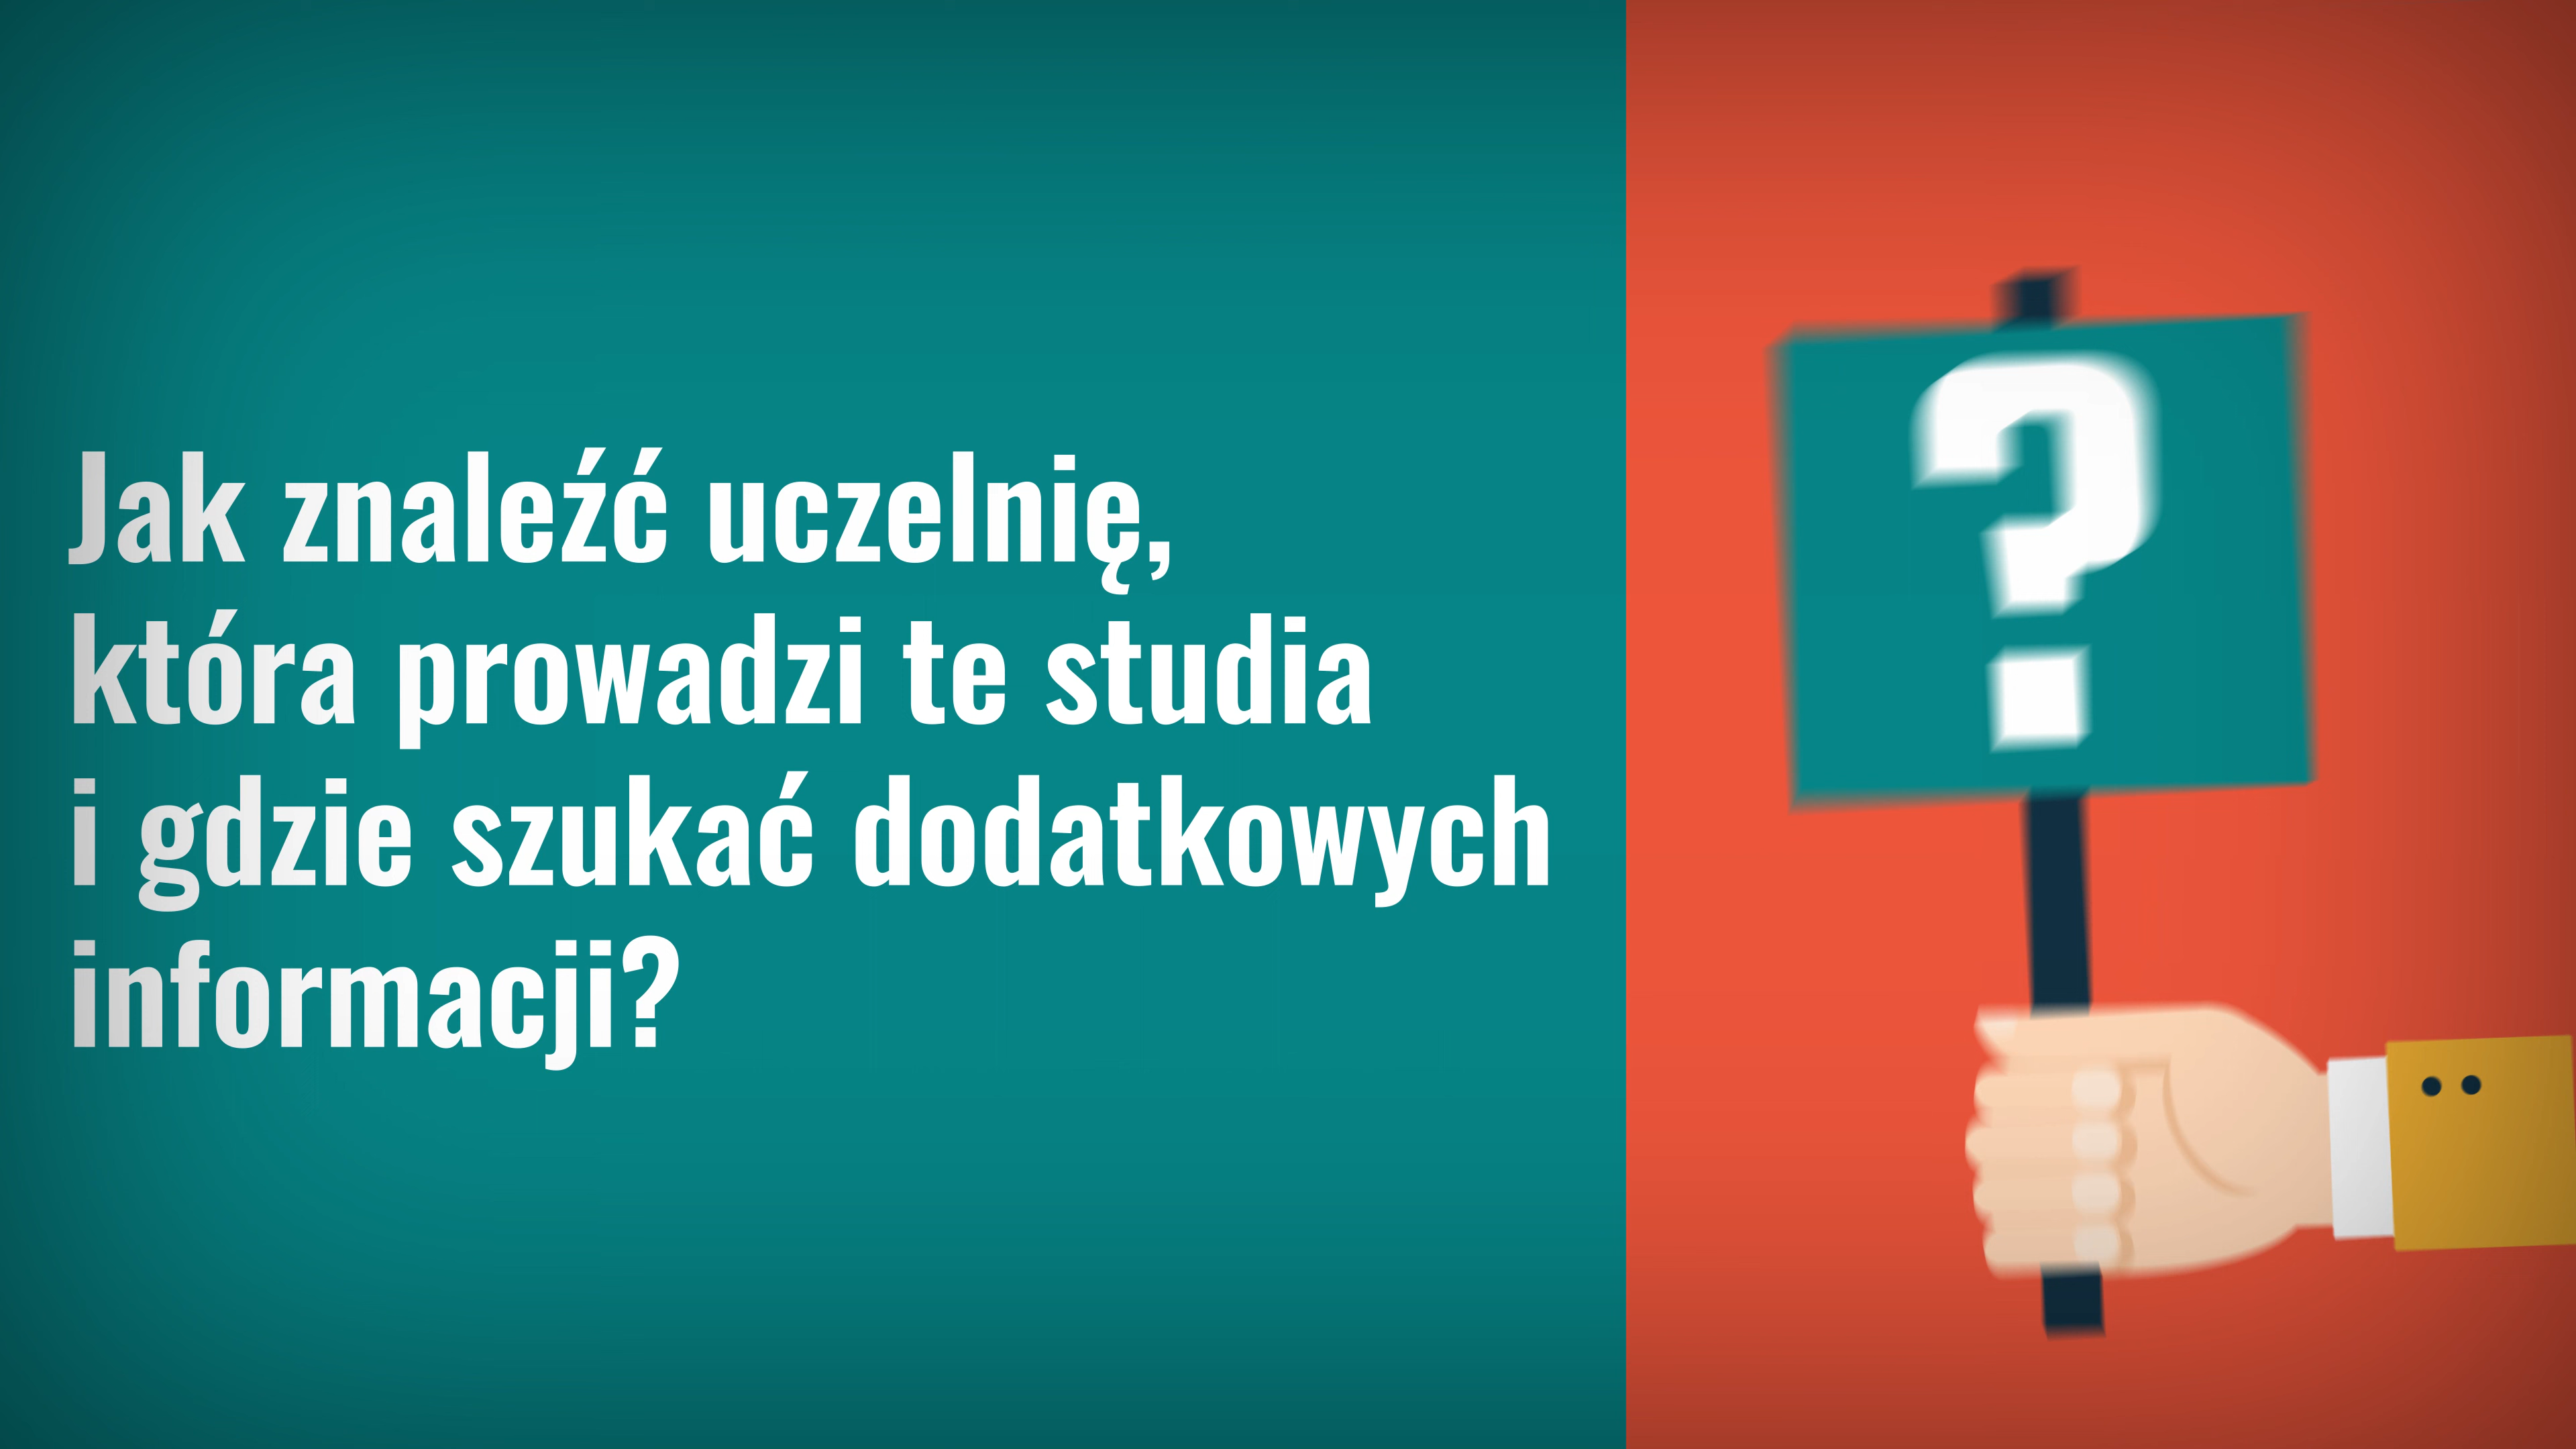 Jak znaleźć uczelnię,
która prowadzi te studia
i gdzie szukać dodatkowych
informacji?
?